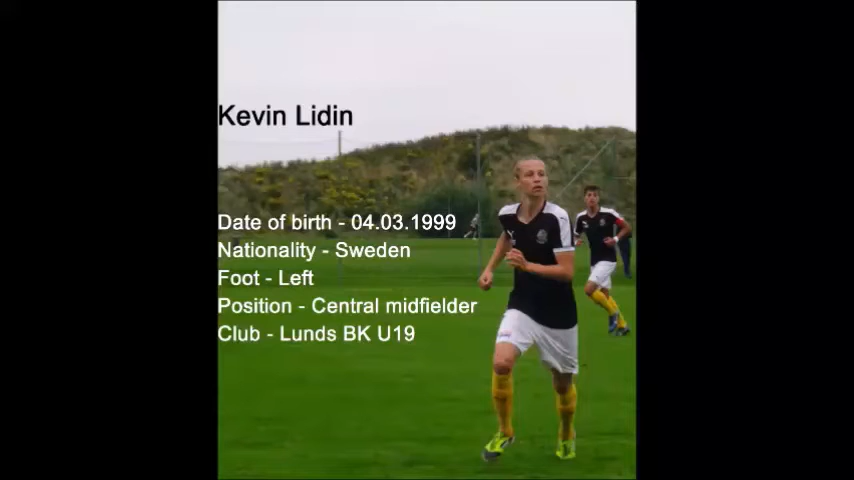 Kevin Lidin
Date of birth - 04.03.1999
Nationality - Sweden
Foot - Left
Position - Central midfielder
Club - Lunds BK U19